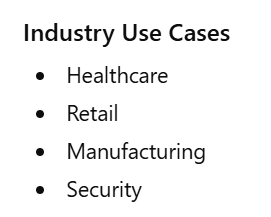 Industry Use Cases
• Healthcare
• Retail
• Manufacturing
• Security